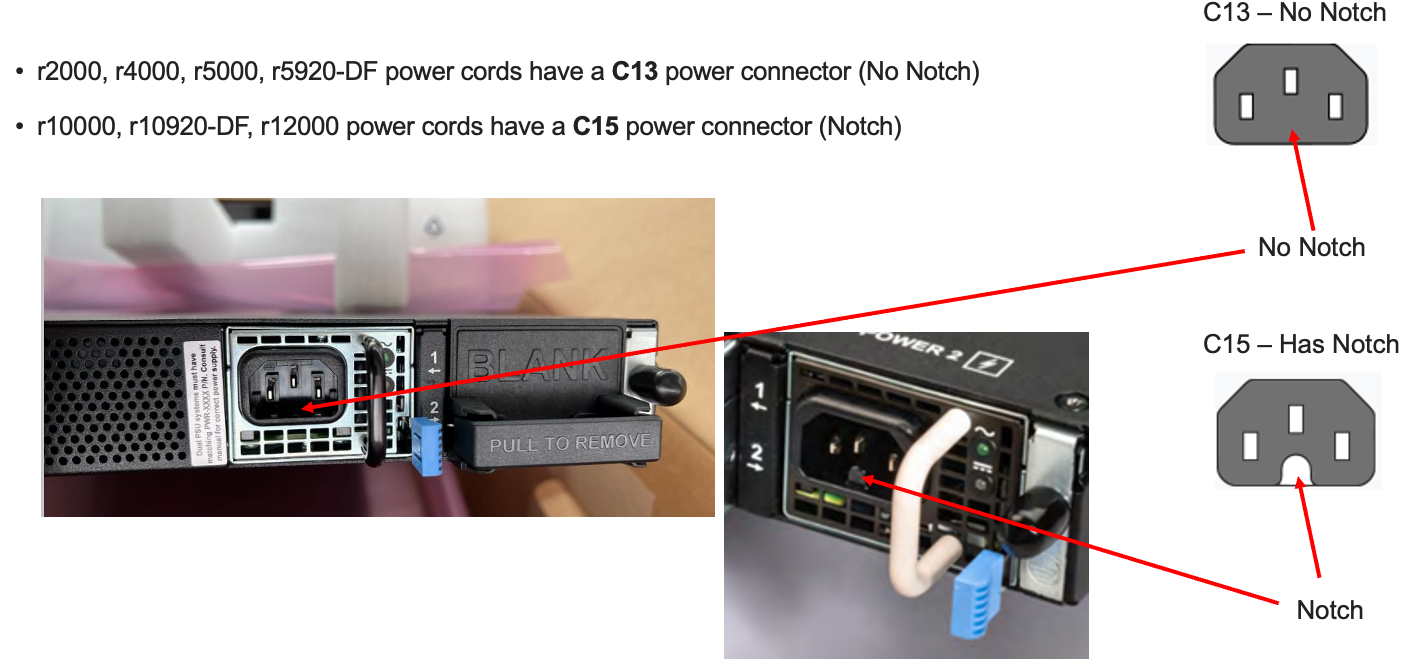 C13 – No Notch
• r2000, r4000, r5000, r5920-DF power cords have a C13 power connector (No Notch)
• r10000, r10920-DF, r12000 power cords have a C15 power connector (Notch)
No Notch
C15 – Has Notch
Notch
Dual PSU systems must have
matching PWR-XXXX P/N. Consult
manual for correct power supply.
1
2
BLANK
PULL TO REMOVE
POWER 2
1
2